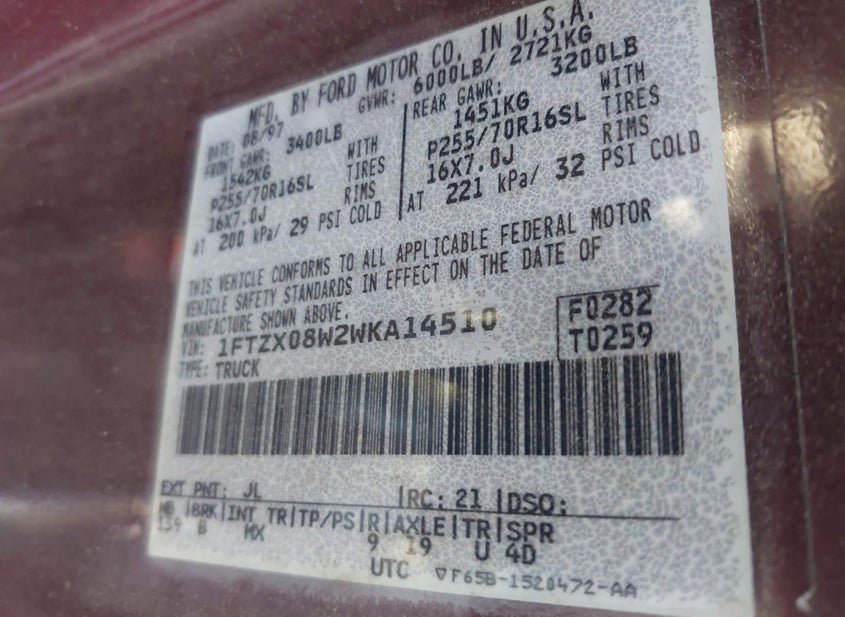 MFD. BY FORD MOTOR CO. IN U.S.A.
DATE: 08/97 GVWR: 6000LB/ 2721KG
FRONT GAWR: 3400LB REAR GAWR: 3200LB
1542KG WITH 1451KG WITH
P255/70R16SL TIRES P255/70R16SL TIRES
16X7.0J RIMS 16X7.0J RIMS
AT 200 kPa/ 29 PSI COLD AT 221 kPa/ 32 PSI COLD
THIS VEHICLE CONFORMS TO ALL APPLICABLE FEDERAL MOTOR
VEHICLE SAFETY STANDARDS IN EFFECT ON THE DATE OF
MANUFACTURE SHOWN ABOVE.
VIN: 1FTZX08W2WKA14510 F0282
TYPE: TRUCK T0259
EXT PNT: JL |RC: 21 |DSO:
WB |BRK|INT TR|TP/PS|R|AXLE|TR|SPR
139 B MX 9 19 U 4D
UTC ▽F65B-1520472-AA